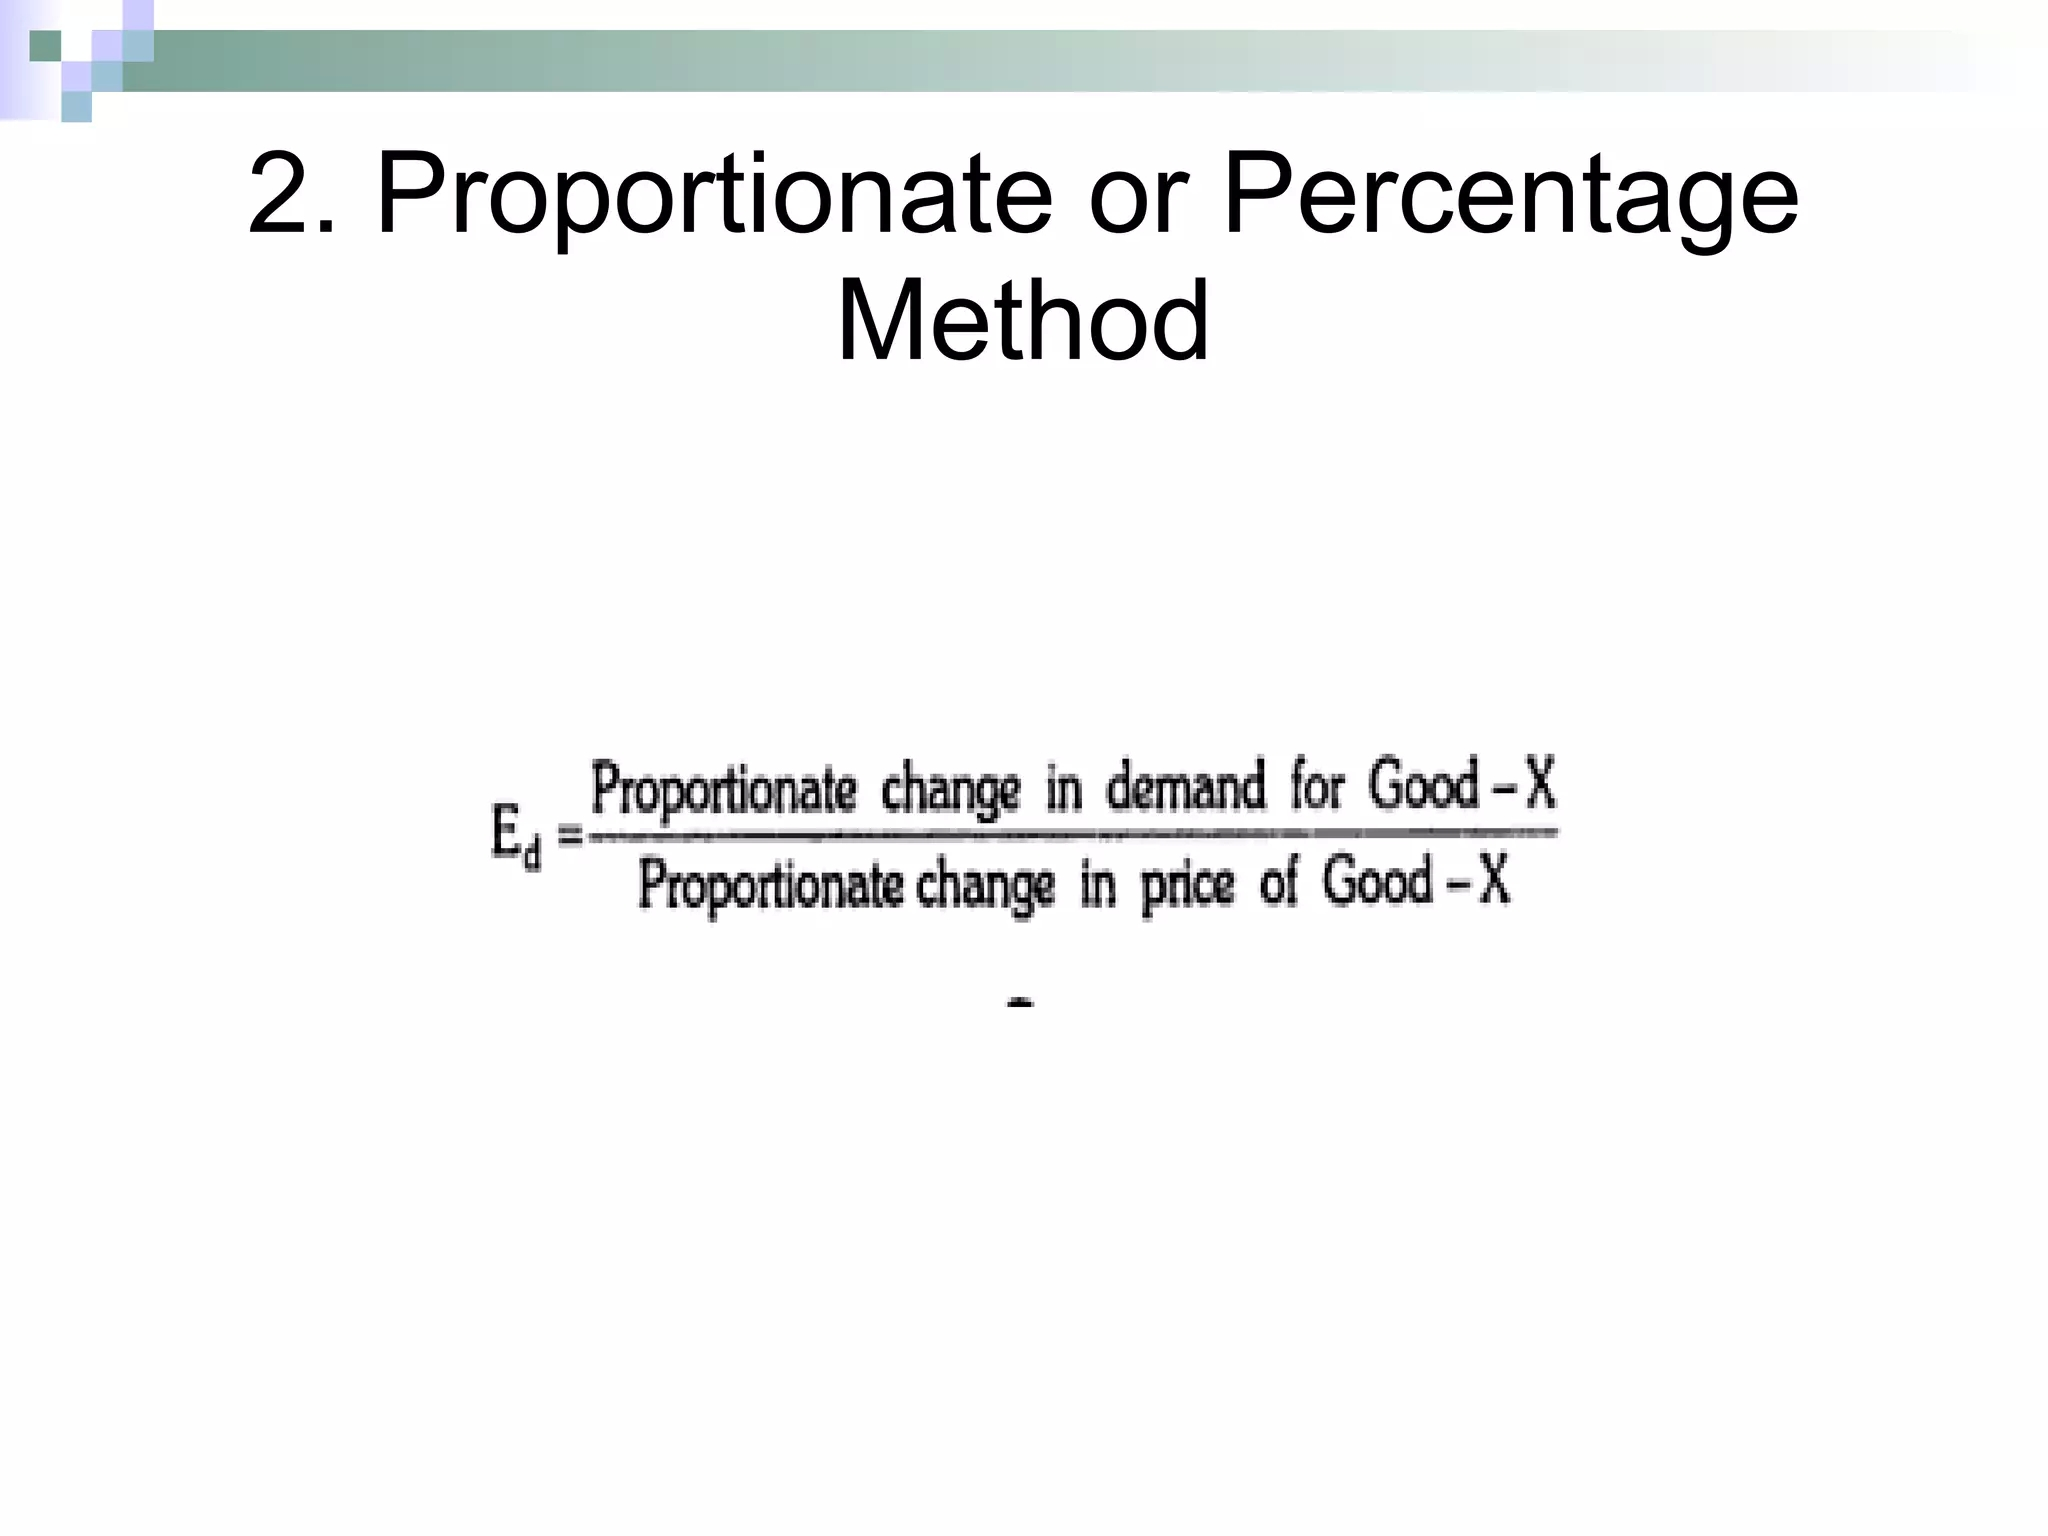 2. Proportionate or Percentage
Method
Proportionate change in demand for Good – X
E_d =
Proportionate change in price of Good – X
-